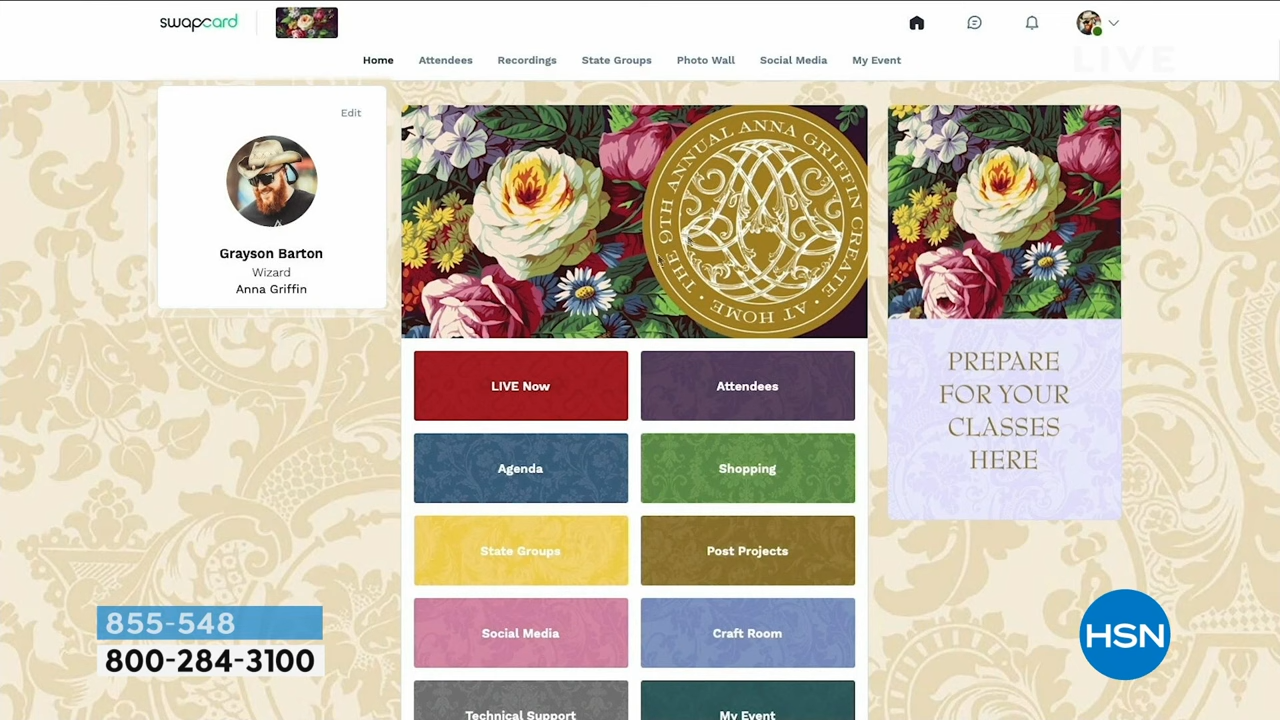 swapcard
LIVE
Home
Attendees
Recordings
State Groups
Photo Wall
Social Media
My Event
Edit
Grayson Barton
Wizard
Anna Griffin
THE 9TH ANNUAL ANNA GRIFFIN CREATE • AT HOME •
PREPARE
FOR YOUR
CLASSES
HERE
LIVE Now
Attendees
Agenda
Shopping
State Groups
Post Projects
Social Media
Craft Room
Technical Support
My Event
855-548
800-284-3100
HSN